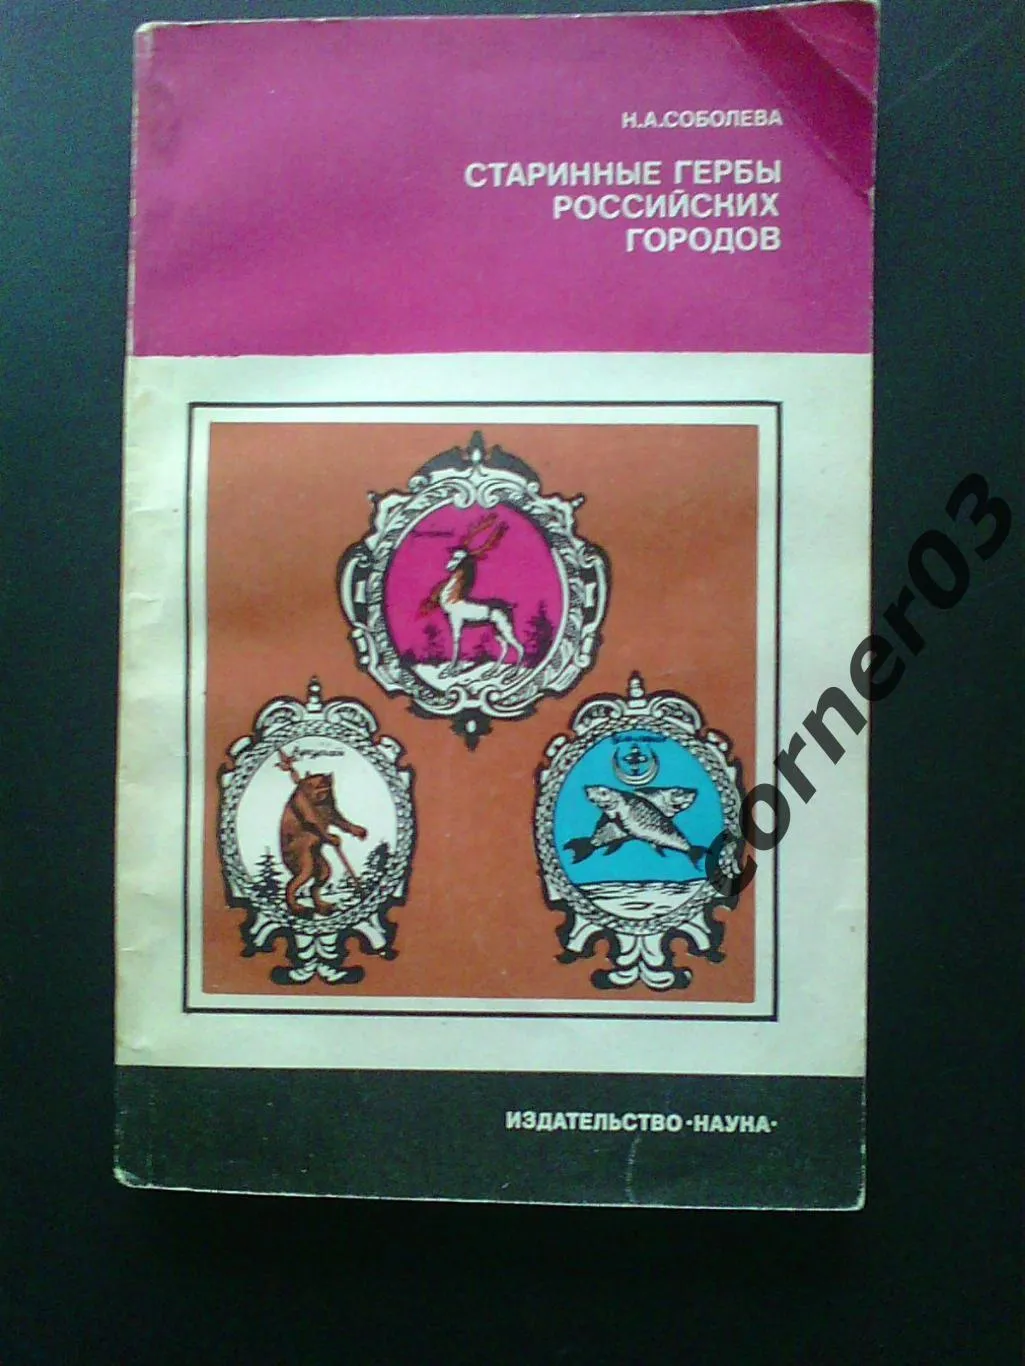 Н.А.СОБОЛЕВА
СТАРИННЫЕ ГЕРБЫ
РОССИЙСКИХ
ГОРОДОВ
ИЗДАТЕЛЬСТВО «НАУКА»
corner03